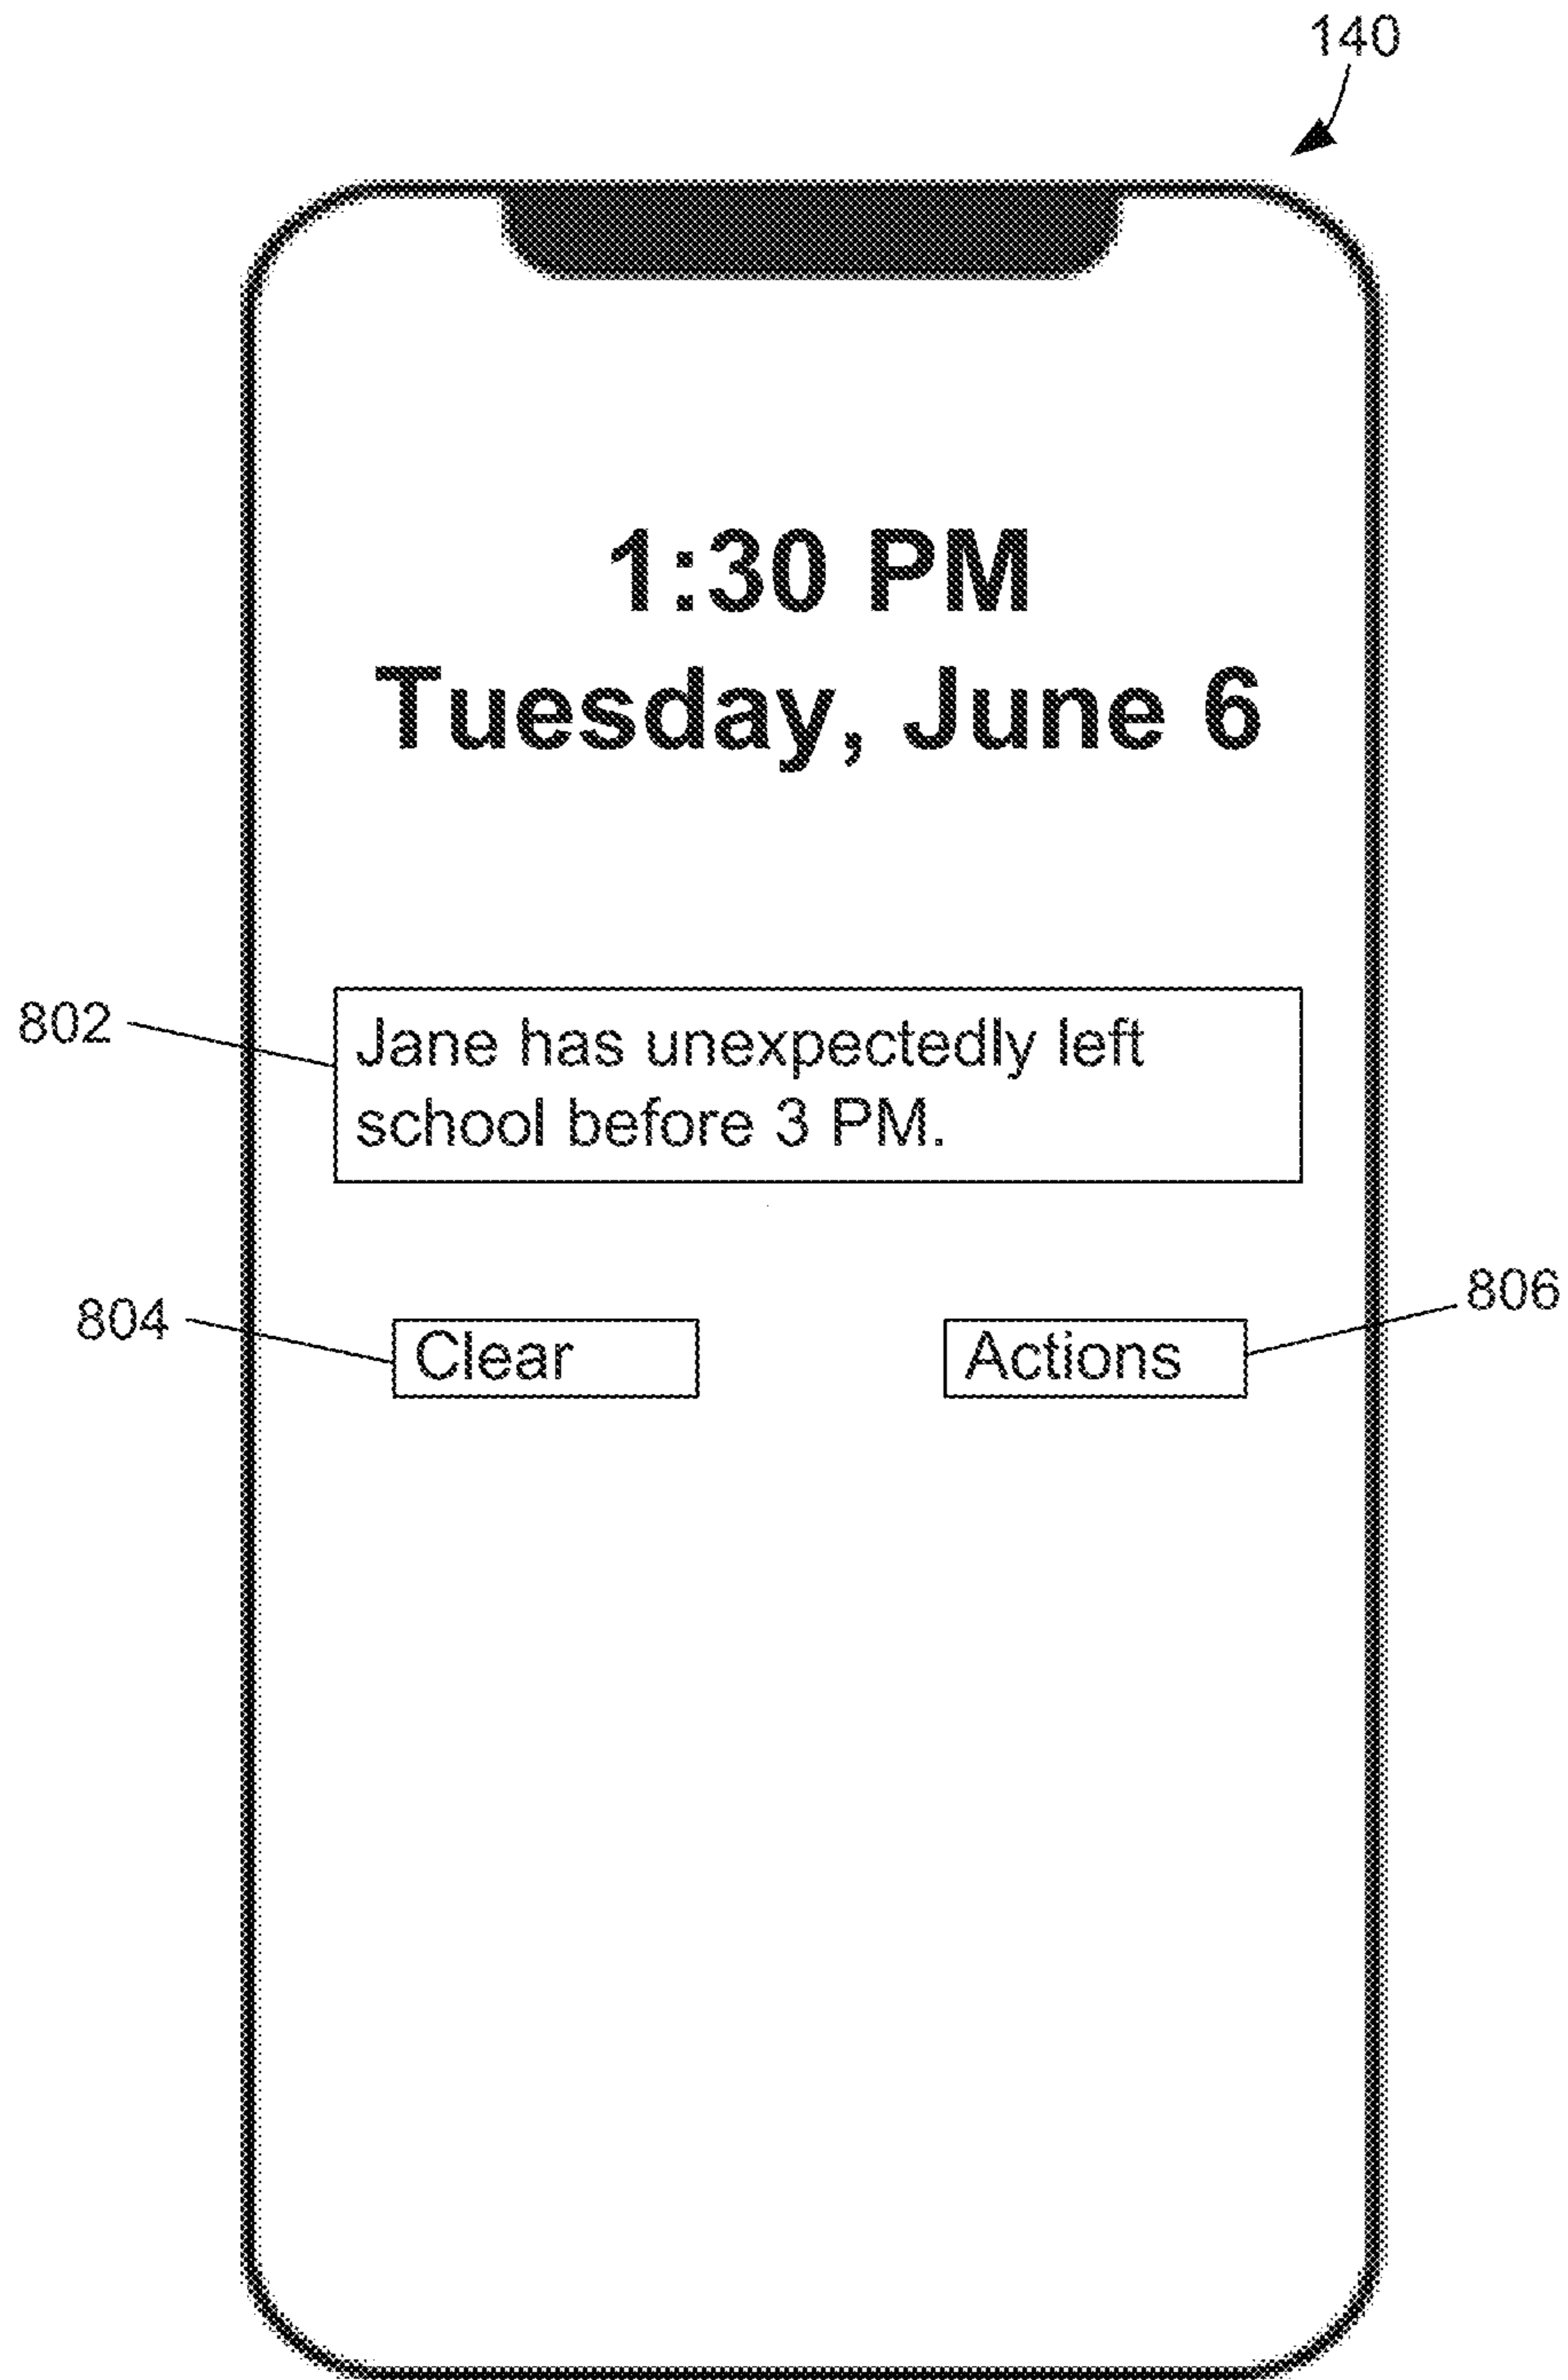 140
1:30 PM
Tuesday, June 6
802
Jane has unexpectedly left
school before 3 PM.
804
Clear
Actions
806